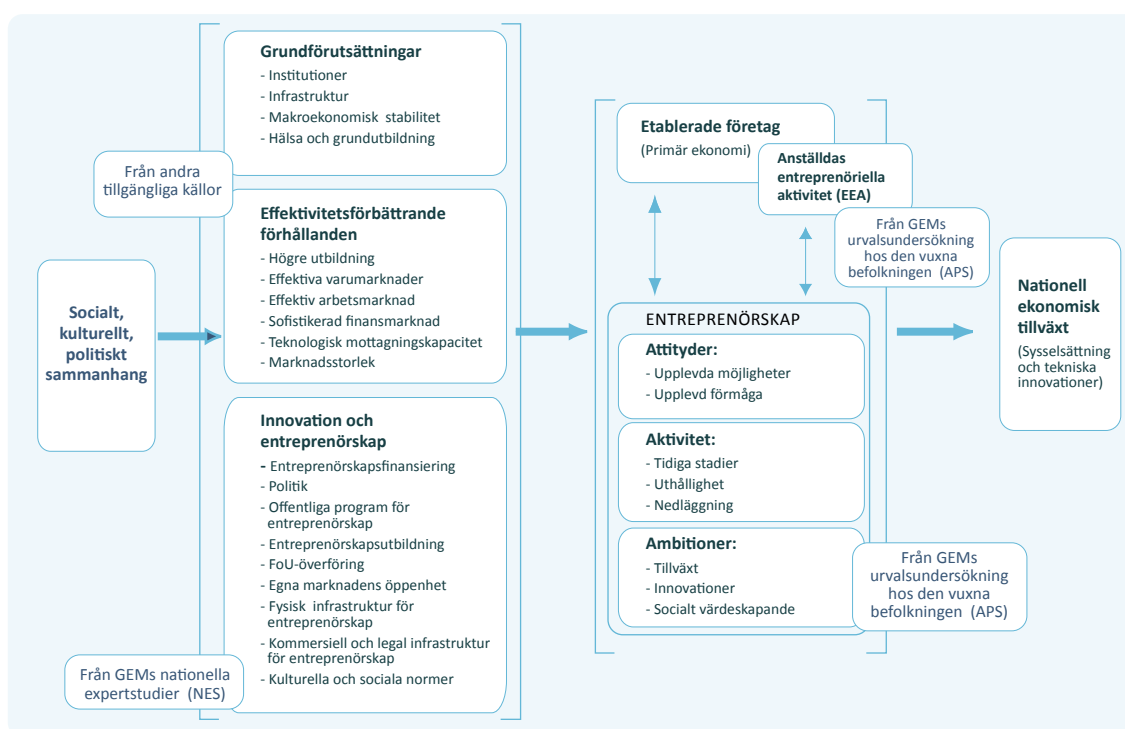 Socialt,
kulturellt,
politiskt
sammanhang
Grundförutsättningar
- Institutioner
- Infrastruktur
- Makroekonomisk stabilitet
- Hälsa och grundutbildning
Från andra
tillgängliga källor
Effektivitetsförbättrande
förhållanden
- Högre utbildning
- Effektiva varumarknader
- Effektiv arbetsmarknad
- Sofistikerad finansmarknad
- Teknologisk mottagningskapacitet
- Marknadsstorlek
Innovation och
entreprenörskap
- Entreprenörskapsfinansiering
- Politik
- Offentliga program för
entreprenörskap
- Entreprenörskapsutbildning
- FoU-överföring
- Egna marknadens öppenhet
- Fysisk infrastruktur för
entreprenörskap
- Kommersiell och legal infrastruktur
för entreprenörskap
- Kulturella och sociala normer
Från GEMs nationella
expertstudier (NES)
Etablerade företag
(Primär ekonomi)
Anställdas
entreprenöriella
aktivitet (EEA)
Från GEMs
urvalsundersökning
hos den vuxna
befolkningen (APS)
ENTREPRENÖRSKAP
Attityder:
- Upplevda möjligheter
- Upplevd förmåga
Aktivitet:
- Tidiga stadier
- Uthållighet
- Nedläggning
Ambitioner:
- Tillväxt
- Innovationer
- Socialt värdeskapande
Från GEMs
urvalsundersökning
hos den vuxna
befolkningen (APS)
Nationell
ekonomisk
tillväxt
(Sysselsättning
och tekniska
innovationer)